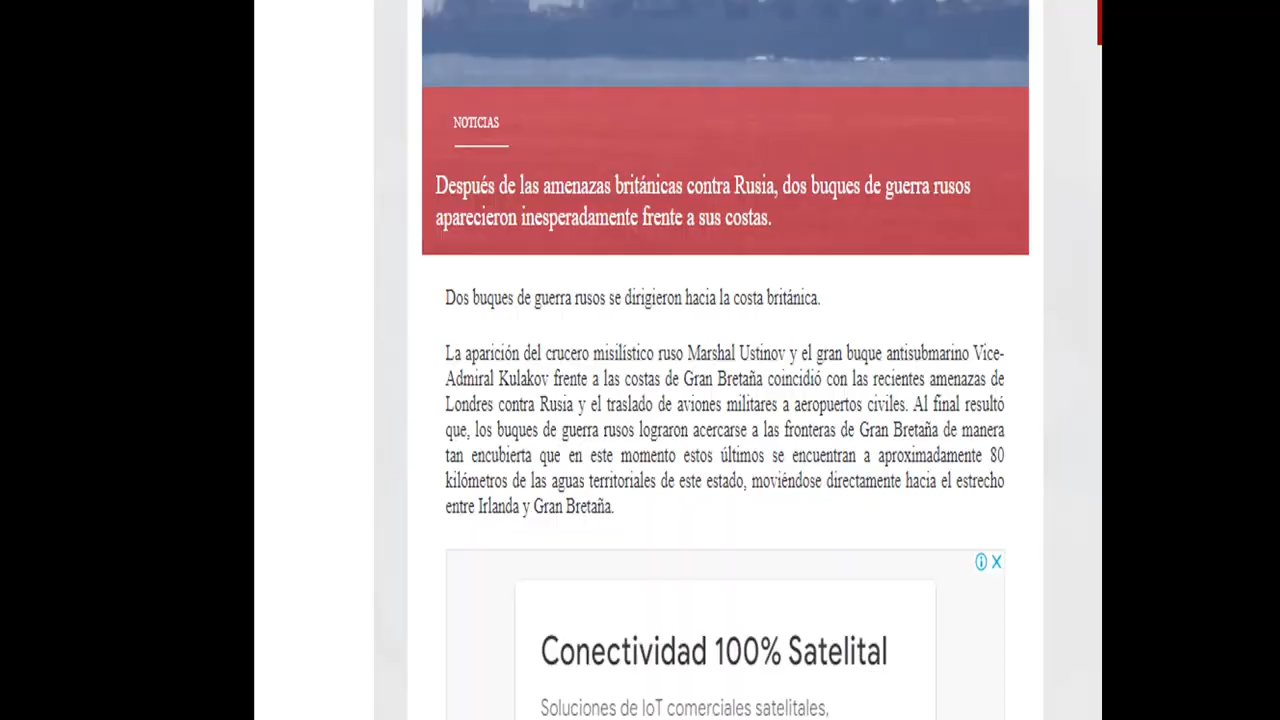 NOTICIAS
Después de las amenazas británicas contra Rusia, dos buques de guerra rusos
aparecieron inesperadamente frente a sus costas.
Dos buques de guerra rusos se dirigieron hacia la costa británica.
La aparición del crucero misilístico ruso Marshal Ustinov y el gran buque antisubmarino Vice-
Admiral Kulakov frente a las costas de Gran Bretaña coincidió con las recientes amenazas de
Londres contra Rusia y el traslado de aviones militares a aeropuertos civiles. Al final resultó
que, los buques de guerra rusos lograron acercarse a las fronteras de Gran Bretaña de manera
tan encubierta que en este momento estos últimos se encuentran a aproximadamente 80
kilómetros de las aguas territoriales de este estado, moviéndose directamente hacia el estrecho
entre Irlanda y Gran Bretaña.
Conectividad 100% Satelital
Soluciones de IoT comerciales satelitales,